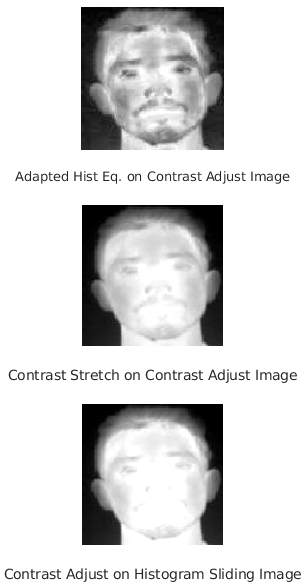 Adapted Hist Eq. on Contrast Adjust Image
Contrast Stretch on Contrast Adjust Image
Contrast Adjust on Histogram Sliding Image